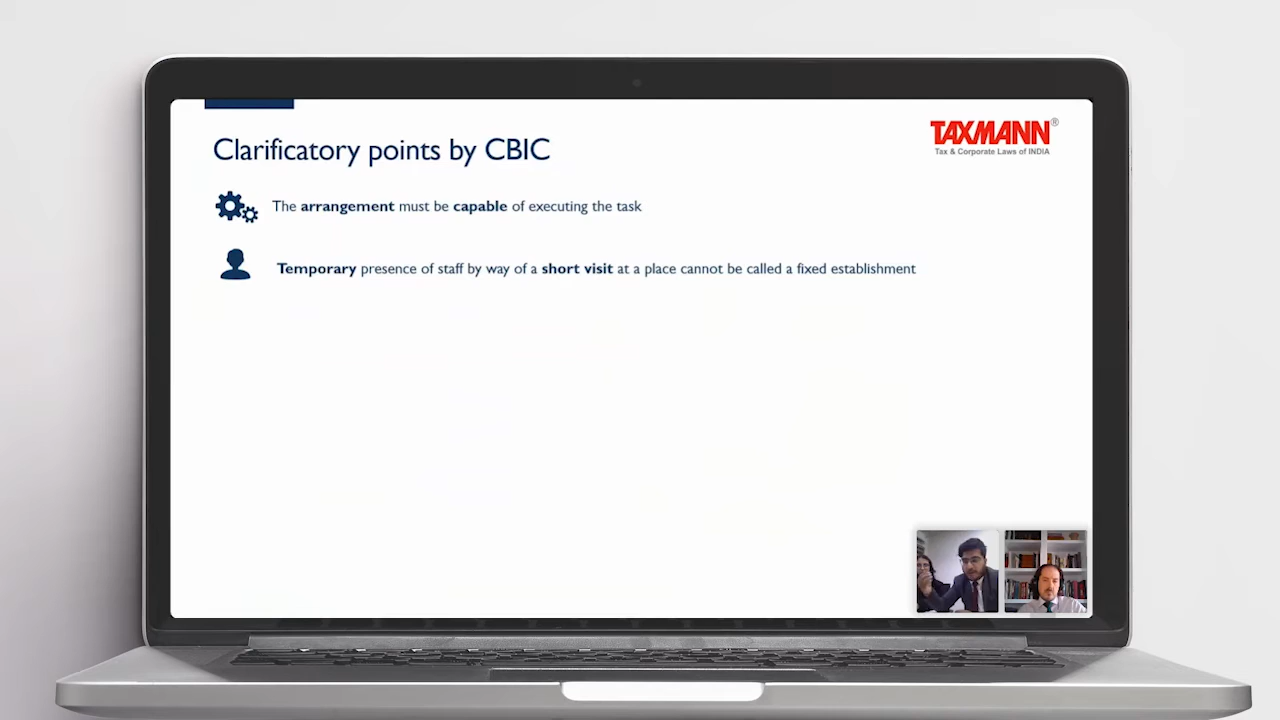 TAXMANN®
Tax & Corporate Laws of INDIA
Clarificatory points by CBIC
The arrangement must be capable of executing the task
Temporary presence of staff by way of a short visit at a place cannot be called a fixed establishment